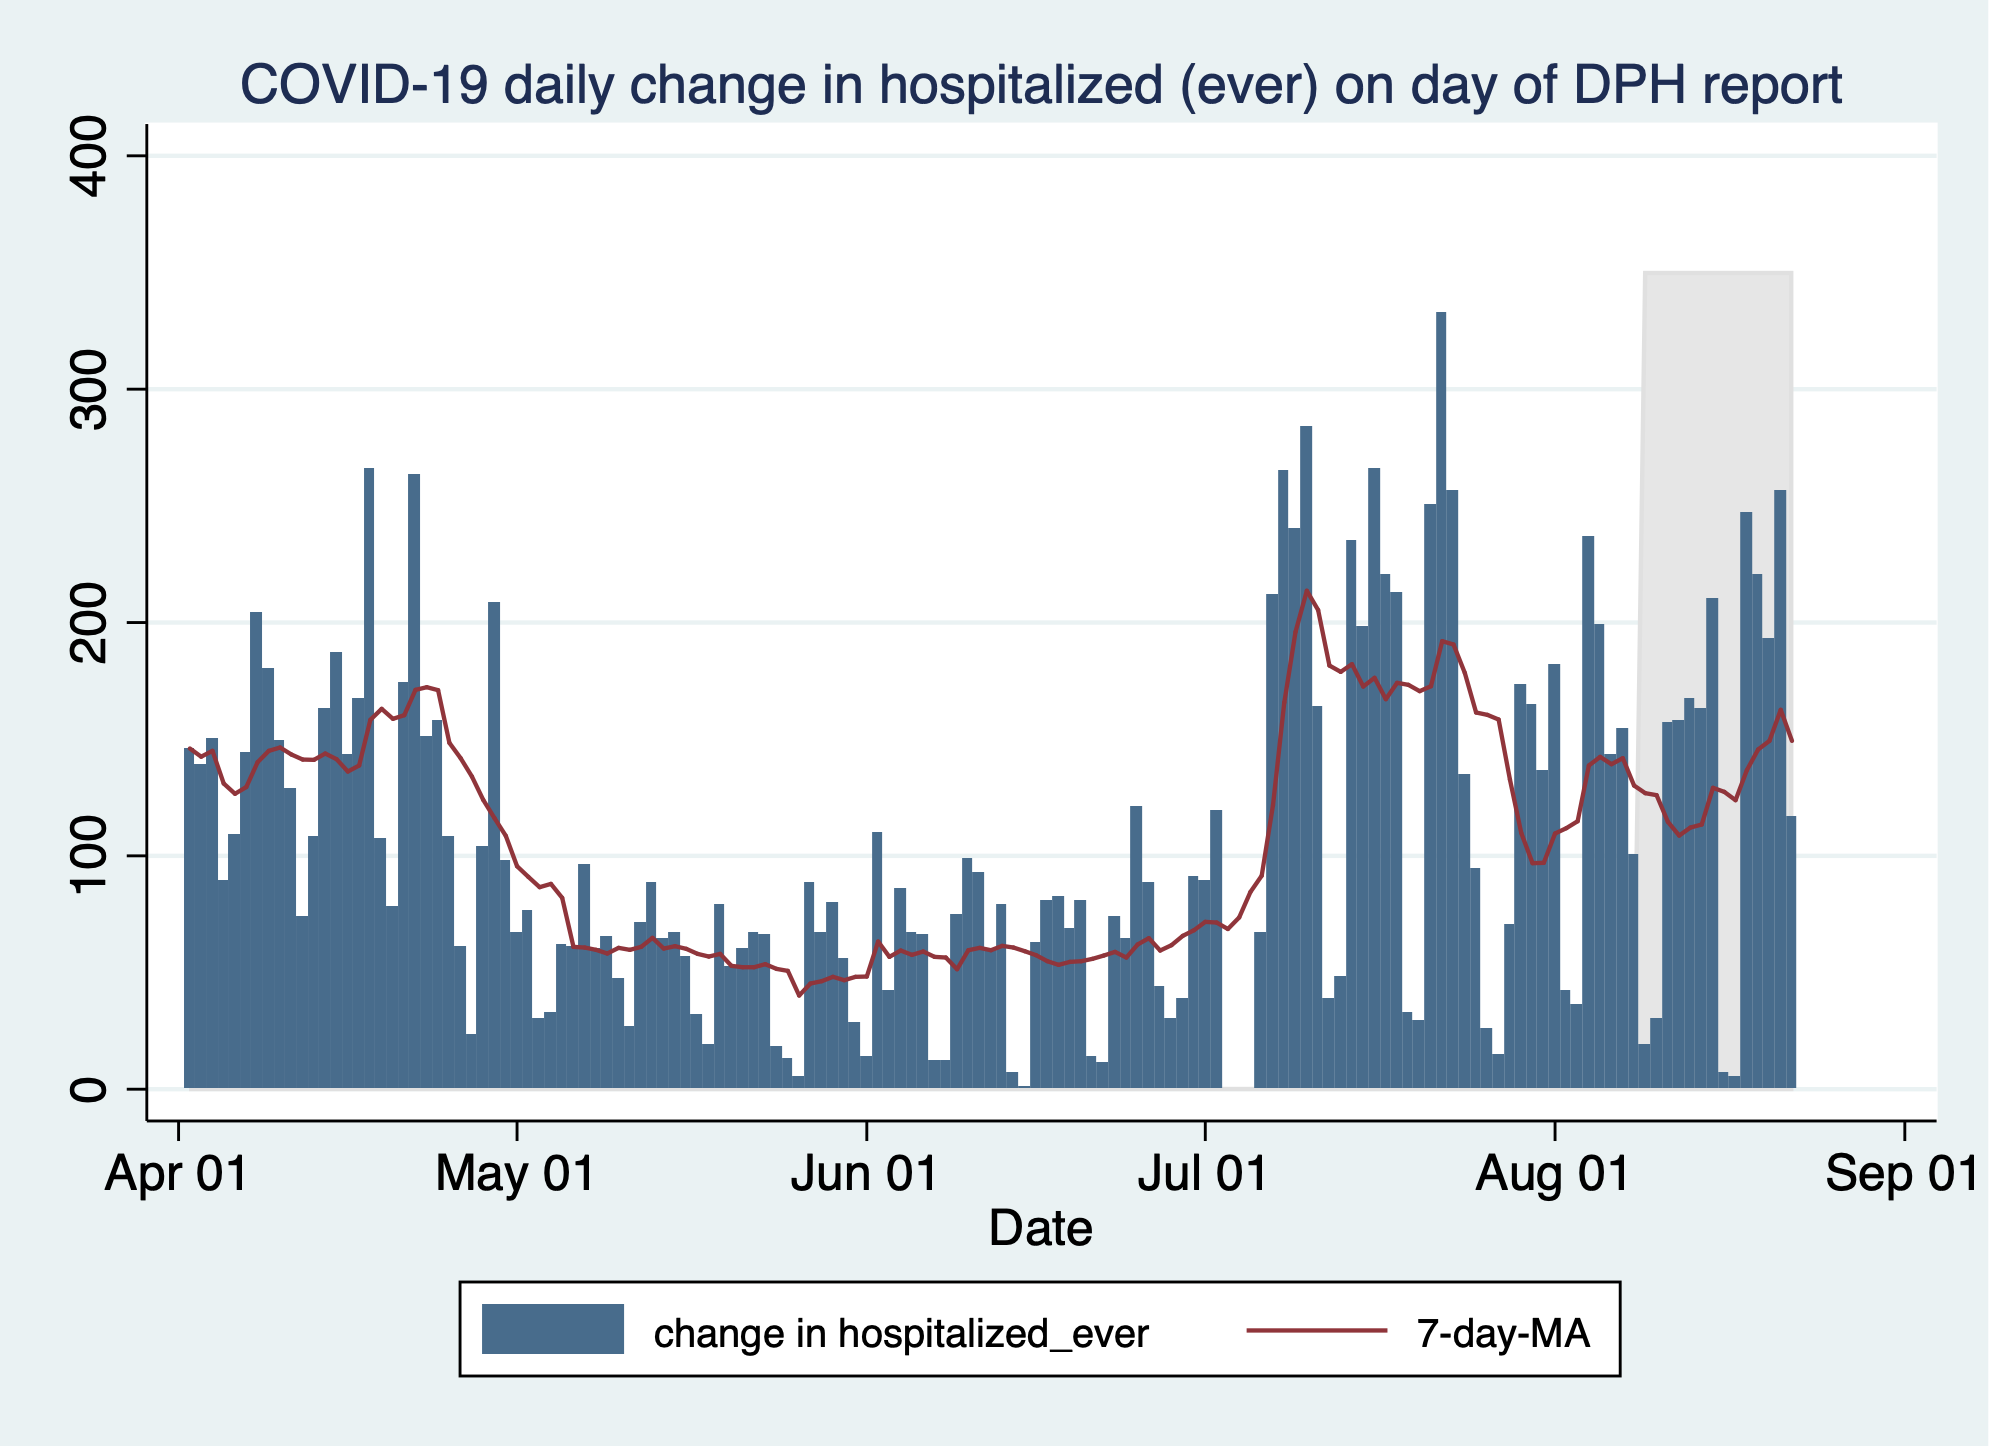 COVID-19 daily change in hospitalized (ever) on day of DPH report
400
300
200
100
0
Apr 01 May 01 Jun 01 Jul 01 Aug 01 Sep 01
Date
change in hospitalized_ever 7-day-MA